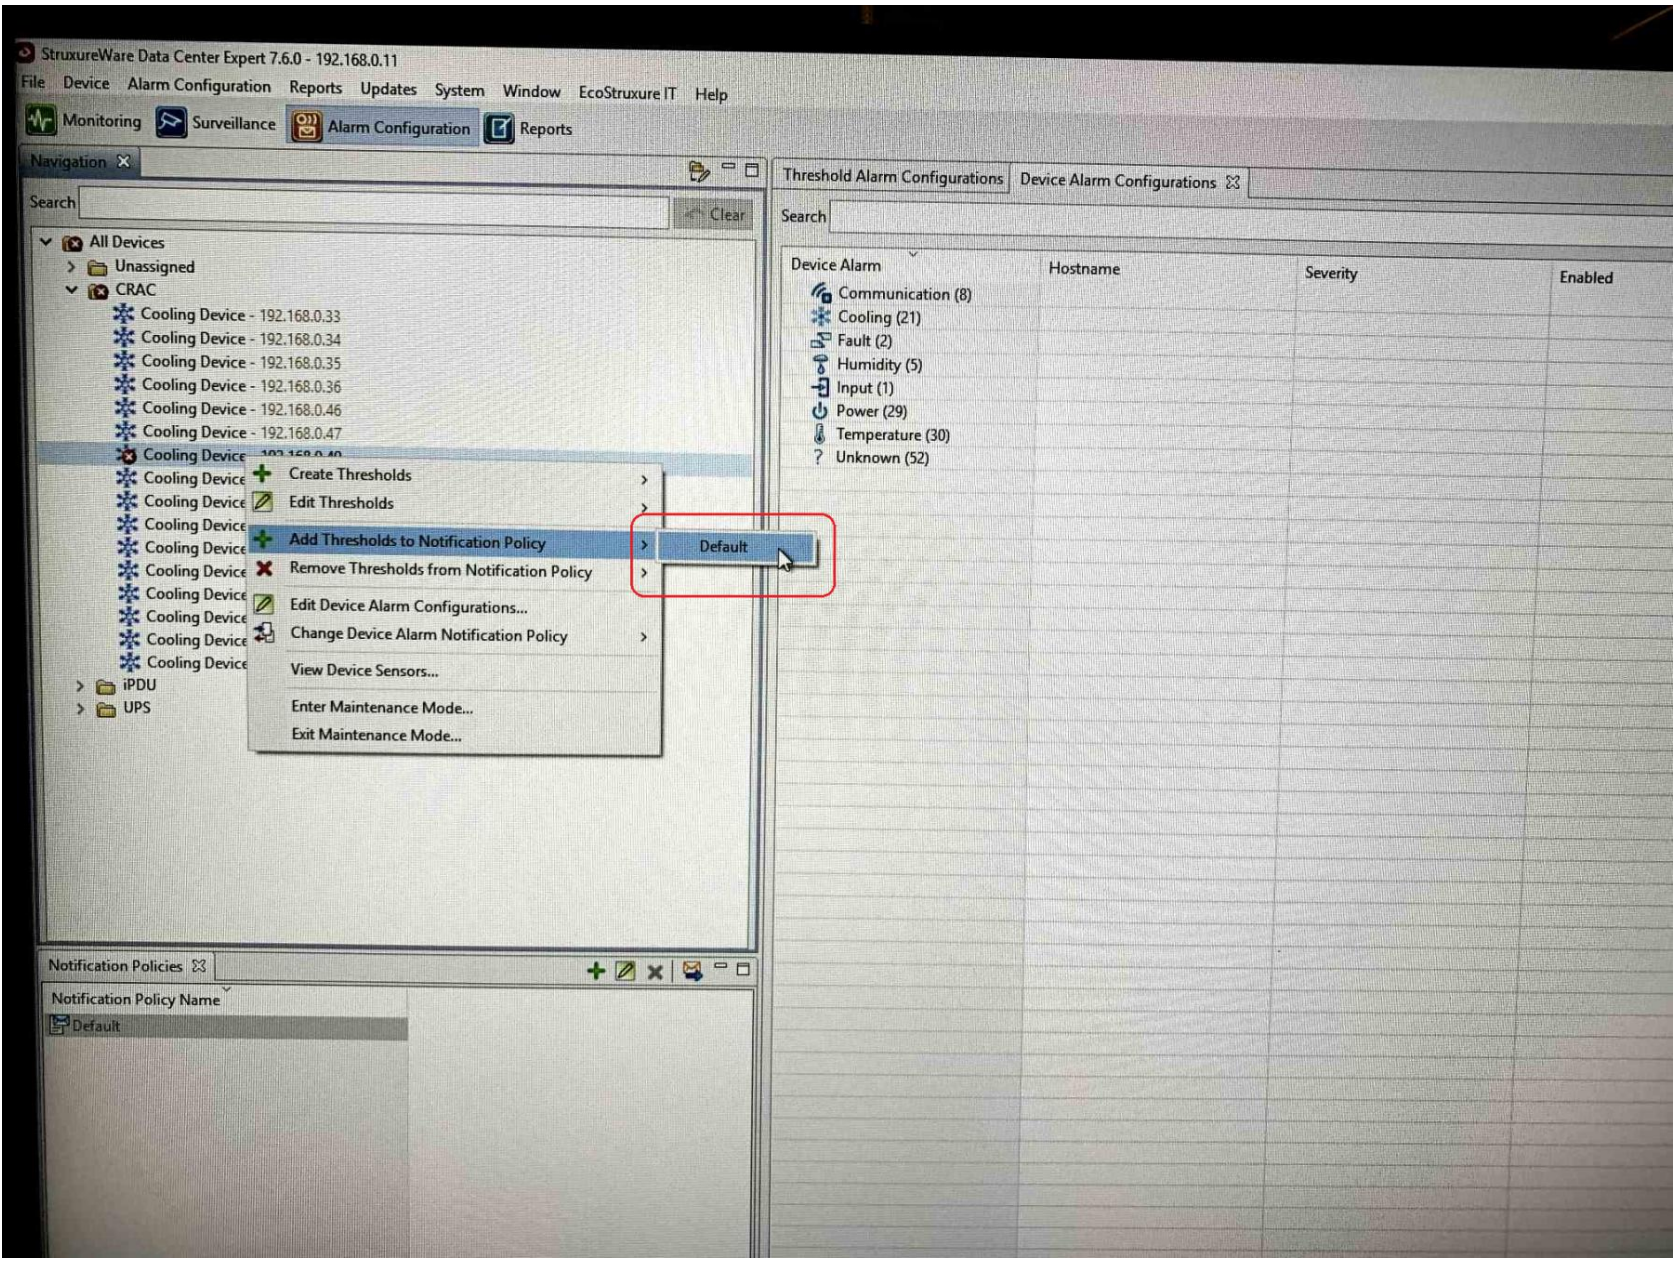 StruxureWare Data Center Expert 7.6.0 - 192.168.0.11
File Device Alarm Configuration Reports Updates System Window EcoStruxure IT Help
Monitoring Surveillance Alarm Configuration Reports
Navigation
Search
Clear
All Devices
Unassigned
CRAC
Cooling Device - 192.168.0.33
Cooling Device - 192.168.0.34
Cooling Device - 192.168.0.35
Cooling Device - 192.168.0.36
Cooling Device - 192.168.0.46
Cooling Device - 192.168.0.47
Cooling Device
Cooling Device
Cooling Device
Cooling Device
Cooling Device
Cooling Device
Cooling Device
Cooling Device
Cooling Device
Cooling Device
iPDU
UPS
Create Thresholds
Edit Thresholds
Add Thresholds to Notification Policy
Default
Remove Thresholds from Notification Policy
Edit Device Alarm Configurations...
Change Device Alarm Notification Policy
View Device Sensors...
Enter Maintenance Mode...
Exit Maintenance Mode...
Notification Policies
Notification Policy Name
Default
Threshold Alarm Configurations Device Alarm Configurations
Search
Device Alarm Hostname Severity Enabled
Communication (8)
Cooling (21)
Fault (2)
Humidity (5)
Input (1)
Power (29)
Temperature (30)
Unknown (52)